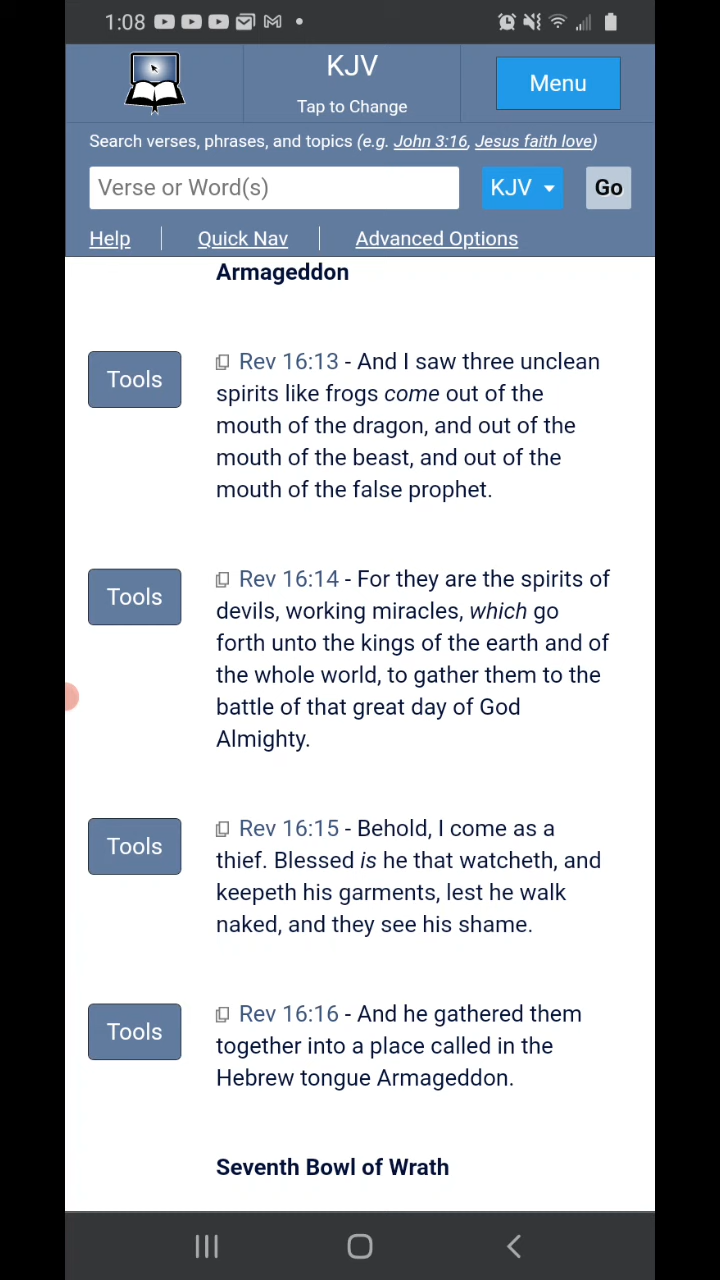 1:08
KJV
Tap to Change
Menu
Search verses, phrases, and topics (e.g. John 3:16, Jesus faith love)
Verse or Word(s)
KJV
Go
Help
Quick Nav
Advanced Options
Armageddon
Tools
Rev 16:13 - And I saw three unclean
spirits like frogs come out of the
mouth of the dragon, and out of the
mouth of the beast, and out of the
mouth of the false prophet.
Tools
Rev 16:14 - For they are the spirits of
devils, working miracles, which go
forth unto the kings of the earth and of
the whole world, to gather them to the
battle of that great day of God
Almighty.
Tools
Rev 16:15 - Behold, I come as a
thief. Blessed is he that watcheth, and
keepeth his garments, lest he walk
naked, and they see his shame.
Tools
Rev 16:16 - And he gathered them
together into a place called in the
Hebrew tongue Armageddon.
Seventh Bowl of Wrath